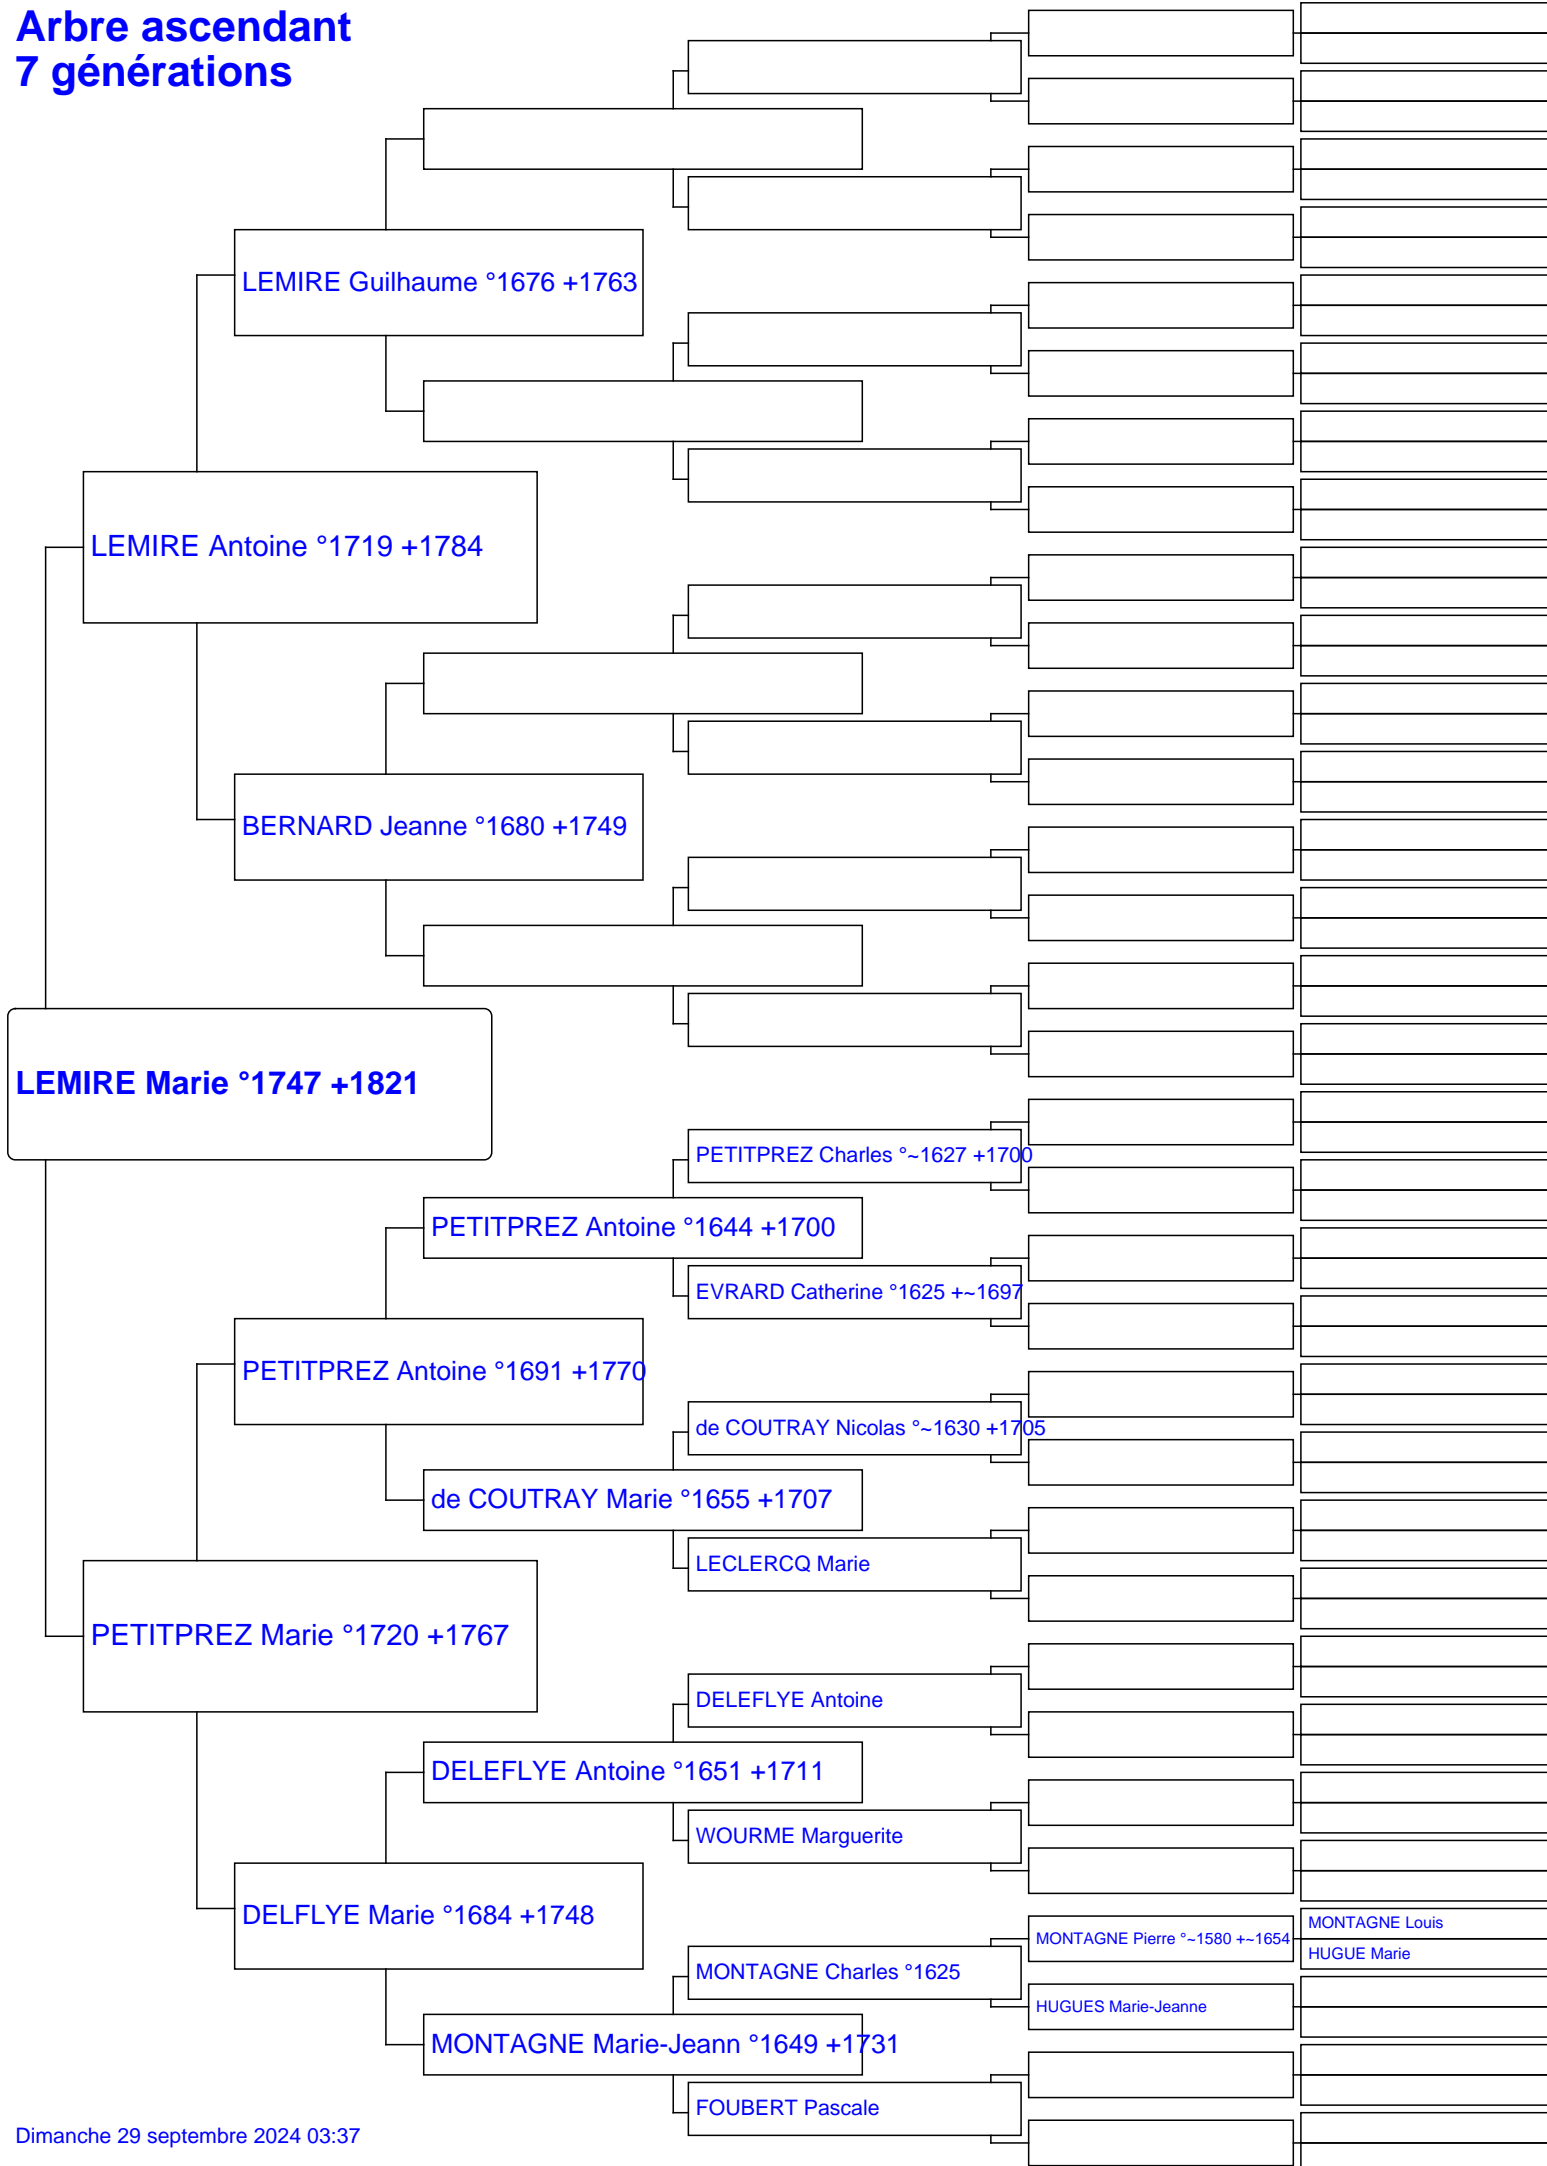 Arbre ascendant
7 générations
LEMIRE Guilhaume °1676 +1763
LEMIRE Antoine °1719 +1784
BERNARD Jeanne °1680 +1749
LEMIRE Marie °1747 +1821
PETITPREZ Charles °~1627 +1700
PETITPREZ Antoine °1644 +1700
EVRARD Catherine °1625 +~1697
PETITPREZ Antoine °1691 +1770
de COUTRAY Nicolas °~1630 +1705
de COUTRAY Marie °1655 +1707
LECLERCQ Marie
PETITPREZ Marie °1720 +1767
DELEFLYE Antoine
DELEFLYE Antoine °1651 +1711
WOURME Marguerite
DELFLYE Marie °1684 +1748
MONTAGNE Louis
MONTAGNE Pierre °~1580 +~1654
HUGUE Marie
MONTAGNE Charles °1625
HUGUES Marie-Jeanne
MONTAGNE Marie-Jeann °1649 +1731
FOUBERT Pascale
Dimanche 29 septembre 2024 03:37